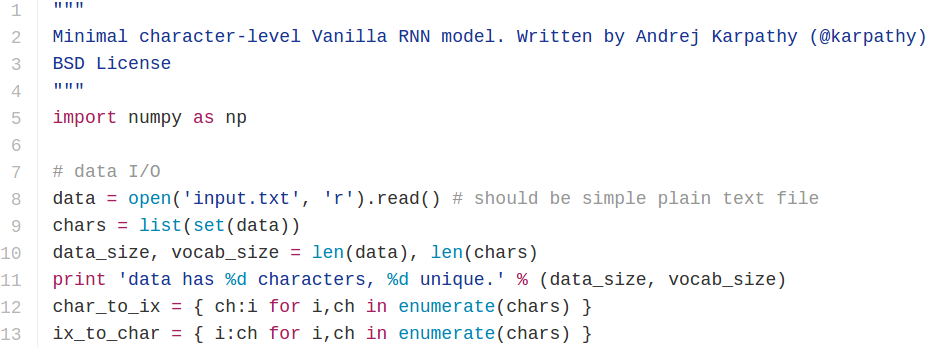 1 """
2 Minimal character-level Vanilla RNN model. Written by Andrej Karpathy (@karpathy)
3 BSD License
4 """
5 import numpy as np
6
7 # data I/O
8 data = open('input.txt', 'r').read() # should be simple plain text file
9 chars = list(set(data))
10 data_size, vocab_size = len(data), len(chars)
11 print 'data has %d characters, %d unique.' % (data_size, vocab_size)
12 char_to_ix = { ch:i for i,ch in enumerate(chars) }
13 ix_to_char = { i:ch for i,ch in enumerate(chars) }